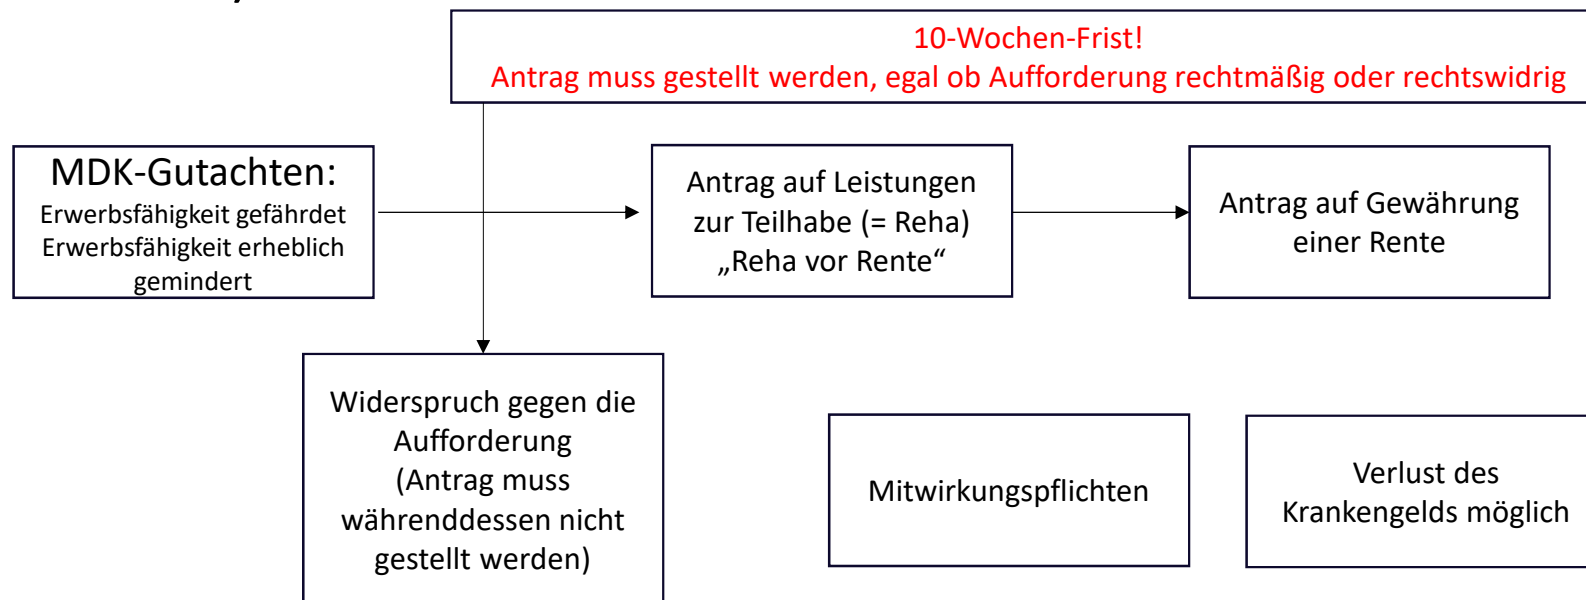 10-Wochen-Frist!
Antrag muss gestellt werden, egal ob Aufforderung rechtmäßig oder rechtswidrig
MDK-Gutachten:
Erwerbsfähigkeit gefährdet
Erwerbsfähigkeit erheblich
gemindert
Antrag auf Leistungen
zur Teilhabe (= Reha)
„Reha vor Rente“
Antrag auf Gewährung
einer Rente
Widerspruch gegen die
Aufforderung
(Antrag muss
währenddessen nicht
gestellt werden)
Mitwirkungspflichten
Verlust des
Krankengelds möglich